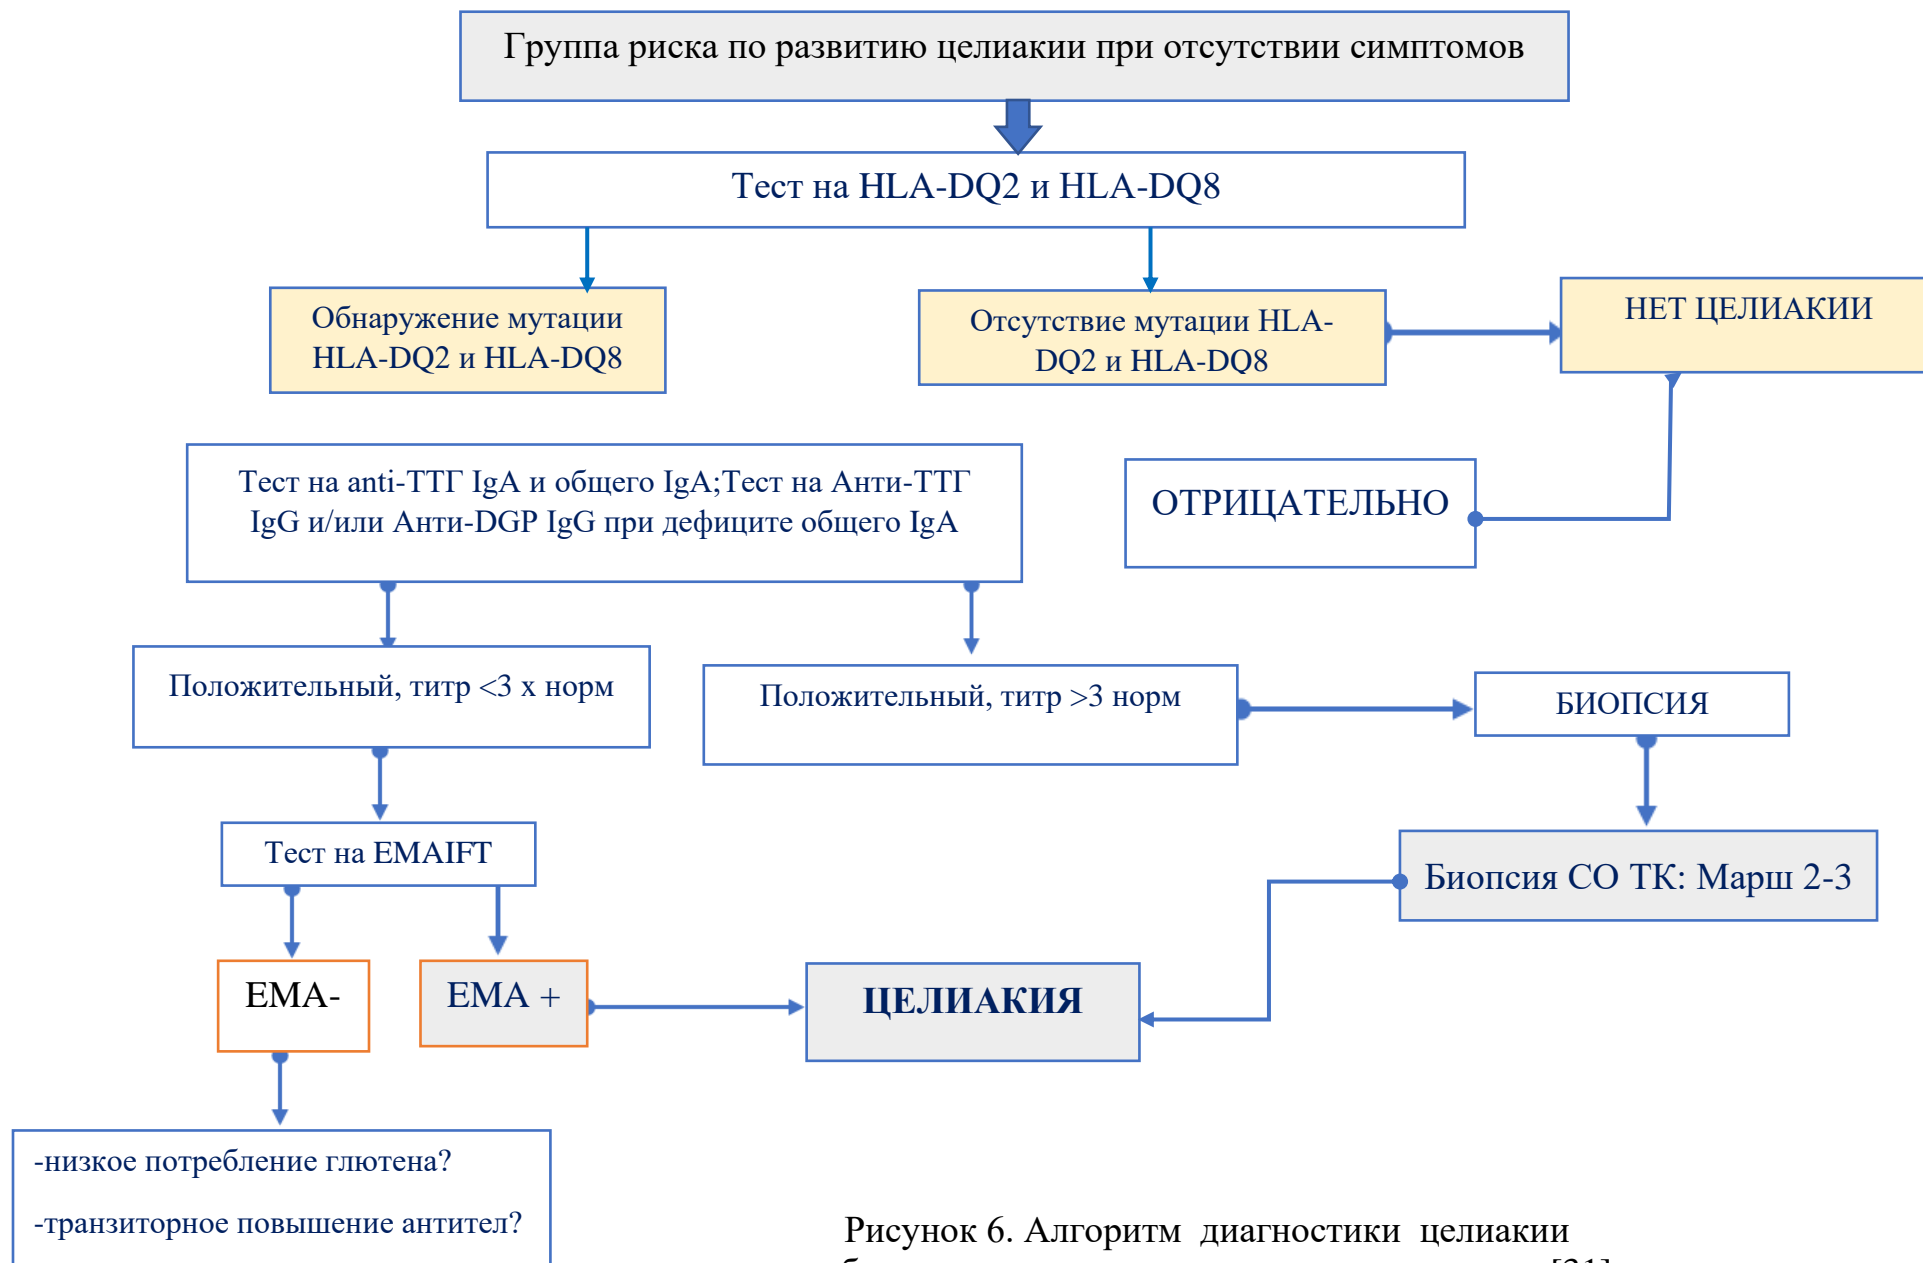 Группа риска по развитию целиакии при отсутствии симптомов
Тест на HLA-DQ2 и HLA-DQ8
Обнаружение мутации
HLA-DQ2 и HLA-DQ8
Отсутствие мутации HLA-
DQ2 и HLA-DQ8
НЕТ ЦЕЛИАКИИ
Тест на anti-ТТГ IgA и общего IgA;Тест на Анти-ТТГ
IgG и/или Анти-DGP IgG при дефиците общего IgA
ОТРИЦАТЕЛЬНО
Положительный, титр <3 х норм
Положительный, титр >3 норм
БИОПСИЯ
Тест на EMAIFT
Биопсия СО ТК: Марш 2-3
EMA-
EMA +
ЦЕЛИАКИЯ
-низкое потребление глютена?
-транзиторное повышение антител?
Рисунок 6. Алгоритм диагностики целиакии